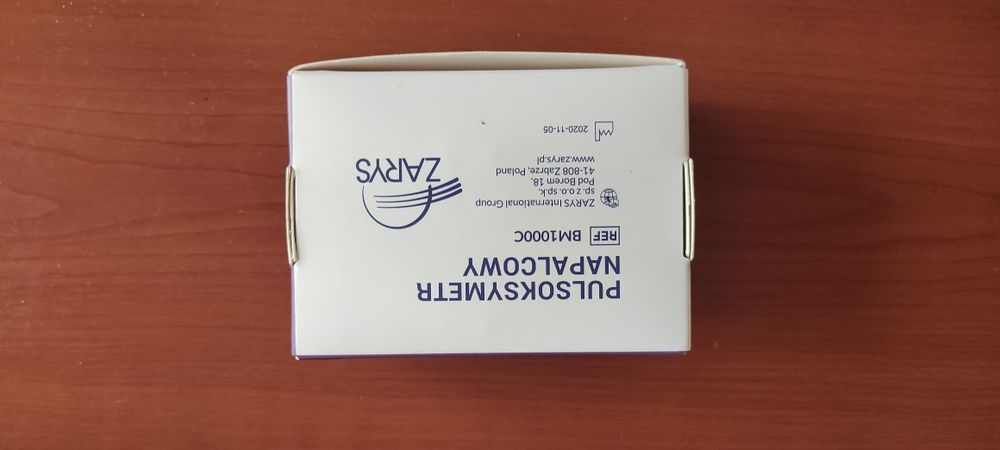 PULSOKSYMETR
NAPALCOWY
REF BM1000C
ZARYS International Group
sp. z o.o. sp.k.
Pod Borem 18,
41-808 Zabrze, Poland
www.zarys.pl
2020-11-05
ZARYS